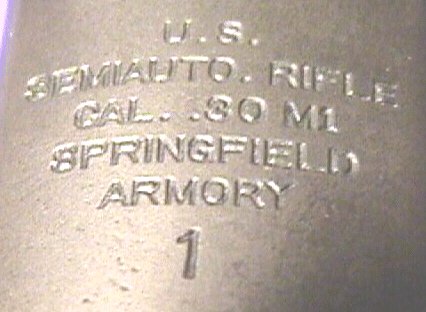 U.S.
SEMIAUTO. RIFLE
CAL. .30 M1
SPRINGFIELD
ARMORY
1